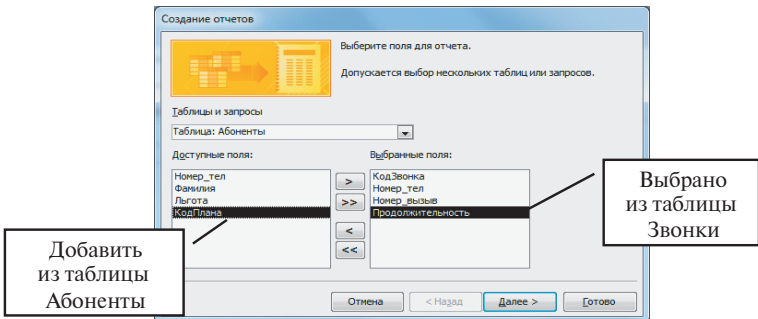 Создание отчетов
Выберите поля для отчета.
Допускается выбор нескольких таблиц или запросов.
Таблицы и запросы
Таблица: Абоненты
Доступные поля:
Выбранные поля:
Номер_тел
Фамилия
Льгота
КодПлана
>
>>
<
<<
КодЗвонка
Номер_тел
Номер_вызыв
Продолжительность
Выбрано
из таблицы
Звонки
Добавить
из таблицы
Абоненты
Отмена
< Назад
Далее >
Готово